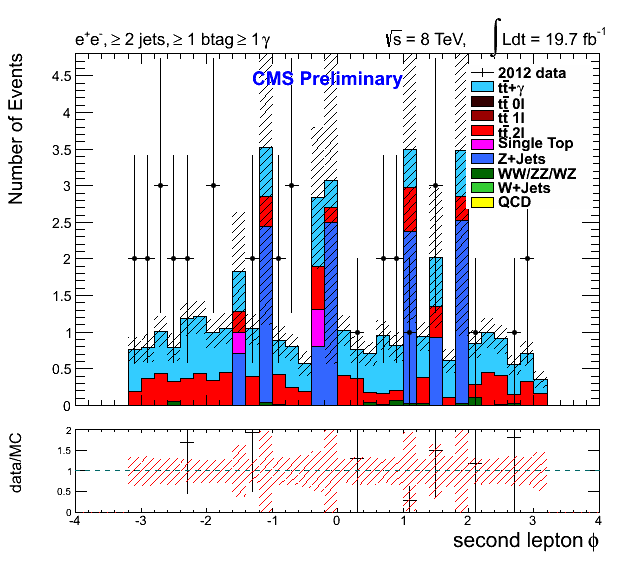 e⁺e⁻, ≥ 2 jets, ≥ 1 btag ≥ 1 γ √s = 8 TeV, ∫ Ldt = 19.7 fb⁻¹
CMS Preliminary
Number of Events
4.5
4
3.5
3
2.5
2
1.5
1
0.5
0
2012 data
tt̄+γ
tt̄ 0l
tt̄ 1l
tt̄ 2l
Single Top
Z+Jets
WW/ZZ/WZ
W+Jets
QCD
data/MC
2
1.5
1
0.5
0
-4 -3 -2 -1 0 1 2 3 4
second lepton ϕ